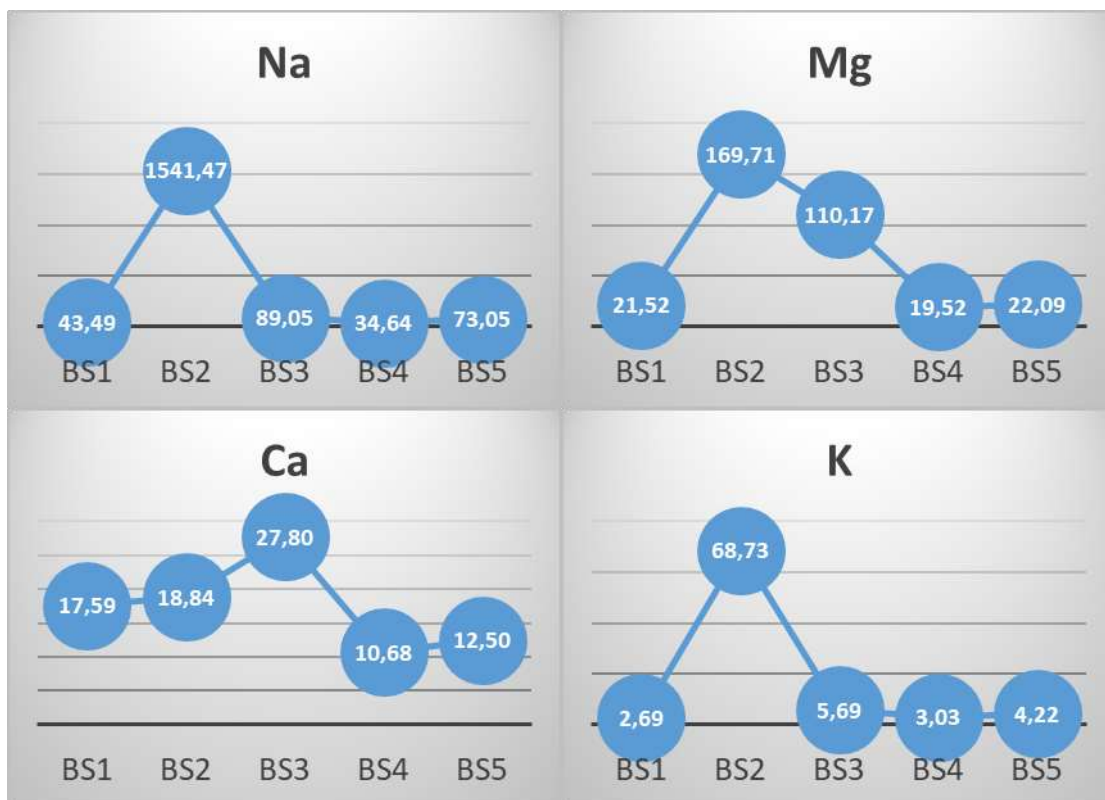 Na
1541,47
43,49
89,05
34,64
73,05
BS1 BS2 BS3 BS4 BS5
Mg
169,71
110,17
21,52
19,52
22,09
BS1 BS2 BS3 BS4 BS5
Ca
27,80
17,59
18,84
10,68
12,50
BS1 BS2 BS3 BS4 BS5
K
68,73
2,69
5,69
3,03
4,22
BS1 BS2 BS3 BS4 BS5